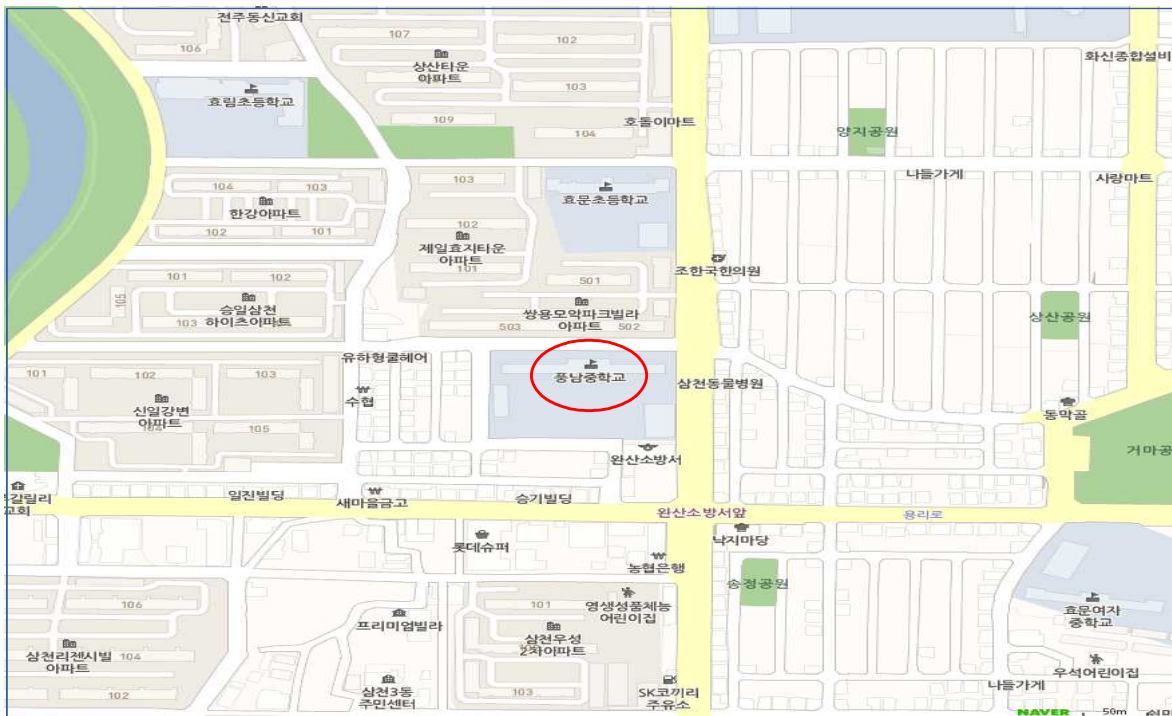 전주동신교회
106
107
102
상산타운
아파트
103
109
104
호돌이마트
화신종합설비
효림초등학교
양지공원
나들가게
사랑마트
104
103
한강아파트
102
101
103
102
제일효지타운
아파트
101
효문초등학교
조한국한의원
101
102
105
승일삼천
하이츠아파트
103
501
쌍용모악파크빌라
아파트
503
502
상산공원
유하형쿨헤어
풍남중학교
삼천동물병원
101
102
103
수협
신일강변
아파트
104
105
동막골
거마공
완산소방서
갈릴리
교회
일진빌딩
새마을금고
승기빌딩
완산소방서앞
용리로
롯데슈퍼
낙지마당
농협은행
송정공원
106
프리미엄빌라
101
영생성품체능
어린이집
삼천우성
2차아파트
효문여자
중학교
삼천리젠시빌
아파트
104
우석어린이집
102
삼천3동
주민센터
103
SK코끼리
주유소
나들가게
NAVER
50m